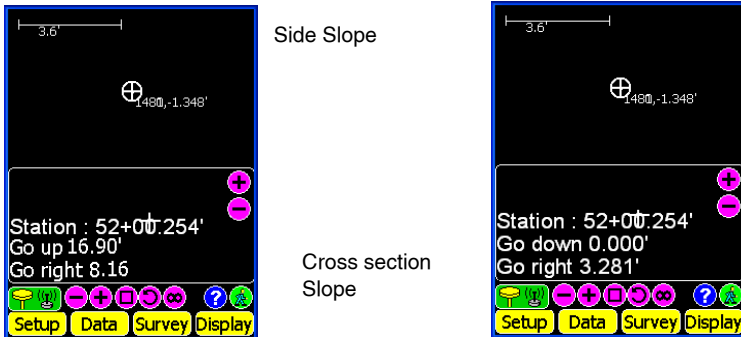 3.6'
1480,-1.348'
Station : 52+00.254'
Go up 16.90'
Go right 8.16
Setup Data Survey Display
Side Slope
Cross section
Slope
3.6'
1480,-1.348'
Station : 52+00.254'
Go down 0.000'
Go right 3.281'
Setup Data Survey Display